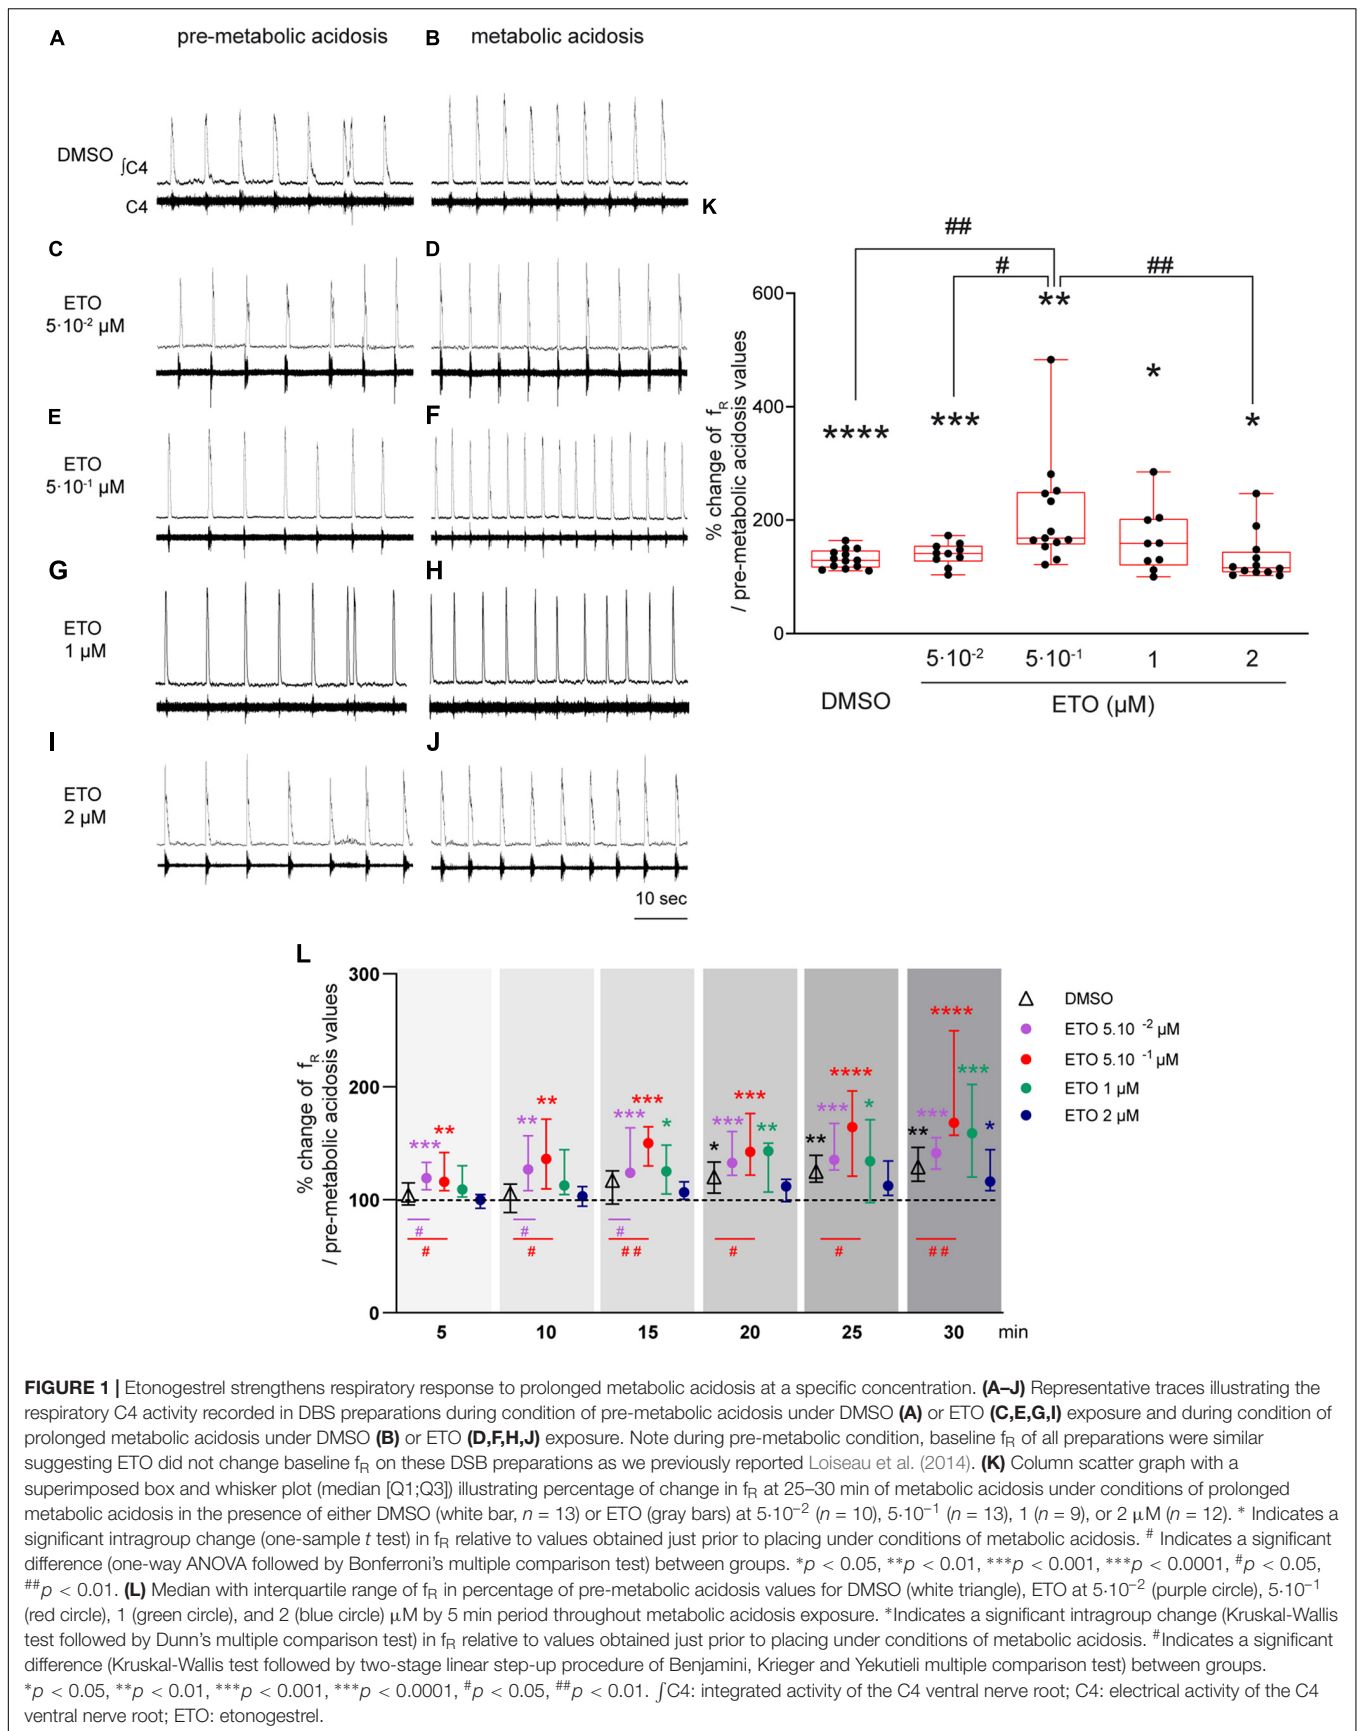 A pre-metabolic acidosis B metabolic acidosis
DMSO ∫C4
C4
C D
ETO
5·10-2 µM
E F
ETO
5·10-1 µM
G H
ETO
1 µM
I J
ETO
2 µM
10 sec
K
##
# ##
**
*
**** *** *
600
400
200
0
% change of fR
/ pre-metabolic acidosis values
5·10-2 5·10-1 1 2
DMSO ETO (µM)
L
300
200
100
0
% change of fR
/ pre-metabolic acidosis values
*** **
** **
*** *** *
* *** *** **
** *** **** *
** *** **** *** *
# # #
# # ## # # ##
5 10 15 20 25 30 min
DMSO
ETO 5.10 -2 µM
ETO 5.10 -1 µM
ETO 1 µM
ETO 2 µM
FIGURE 1 | Etonogestrel strengthens respiratory response to prolonged metabolic acidosis at a specific concentration. (A–J) Representative traces illustrating the
respiratory C4 activity recorded in DBS preparations during condition of pre-metabolic acidosis under DMSO (A) or ETO (C,E,G,I) exposure and during condition of
prolonged metabolic acidosis under DMSO (B) or ETO (D,F,H,J) exposure. Note during pre-metabolic condition, baseline fR of all preparations were similar
suggesting ETO did not change baseline fR on these DSB preparations as we previously reported Loiseau et al. (2014). (K) Column scatter graph with a
superimposed box and whisker plot (median [Q1;Q3]) illustrating percentage of change in fR at 25–30 min of metabolic acidosis under conditions of prolonged
metabolic acidosis in the presence of either DMSO (white bar, n = 13) or ETO (gray bars) at 5·10−2 (n = 10), 5·10−1 (n = 13), 1 (n = 9), or 2 µM (n = 12). * Indicates a
significant intragroup change (one-sample t test) in fR relative to values obtained just prior to placing under conditions of metabolic acidosis. # Indicates a significant
difference (one-way ANOVA followed by Bonferroni's multiple comparison test) between groups. *p < 0.05, **p < 0.01, ***p < 0.001, ***p < 0.0001, #p < 0.05,
##p < 0.01. (L) Median with interquartile range of fR in percentage of pre-metabolic acidosis values for DMSO (white triangle), ETO at 5·10−2 (purple circle), 5·10−1
(red circle), 1 (green circle), and 2 (blue circle) µM by 5 min period throughout metabolic acidosis exposure. *Indicates a significant intragroup change (Kruskal-Wallis
test followed by Dunn's multiple comparison test) in fR relative to values obtained just prior to placing under conditions of metabolic acidosis. #Indicates a significant
difference (Kruskal-Wallis test followed by two-stage linear step-up procedure of Benjamini, Krieger and Yekutieli multiple comparison test) between groups.
*p < 0.05, **p < 0.01, ***p < 0.001, ***p < 0.0001, #p < 0.05, ##p < 0.01. ∫C4: integrated activity of the C4 ventral nerve root; C4: electrical activity of the C4
ventral nerve root; ETO: etonogestrel.